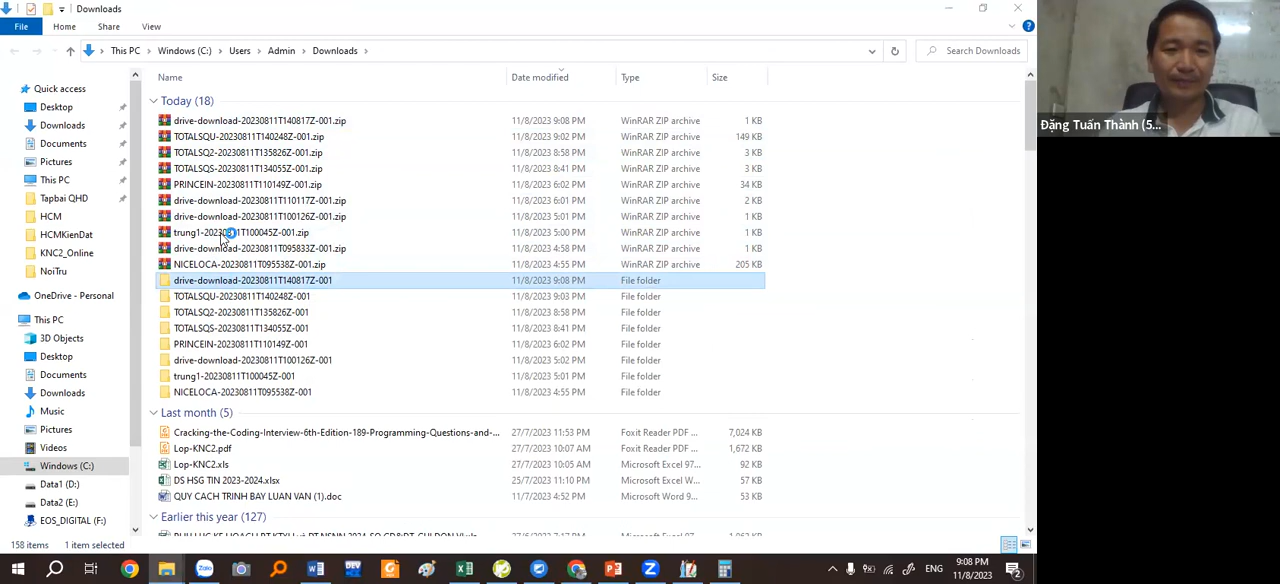 Downloads
File
Home
Share
View
This PC
Windows (C:)
Users
Admin
Downloads
Search Downloads
Name
Date modified
Type
Size
Quick access
Desktop
Downloads
Documents
Pictures
This PC
Tapbai QHD
HCM
HCMKienDat
KNC2_Online
NoiTru
OneDrive - Personal
This PC
3D Objects
Desktop
Documents
Downloads
Music
Pictures
Videos
Windows (C:)
Data1 (D:)
Data2 (E:)
EOS_DIGITAL (F:)
Today (18)
drive-download-20230811T140817Z-001.zip 11/8/2023 9:08 PM WinRAR ZIP archive 1 KB
TOTALSQU-20230811T140248Z-001.zip 11/8/2023 9:02 PM WinRAR ZIP archive 149 KB
TOTALSQ2-20230811T135826Z-001.zip 11/8/2023 8:58 PM WinRAR ZIP archive 3 KB
TOTALSQS-20230811T134055Z-001.zip 11/8/2023 8:41 PM WinRAR ZIP archive 3 KB
PRINCEIN-20230811T110149Z-001.zip 11/8/2023 6:02 PM WinRAR ZIP archive 34 KB
drive-download-20230811T110117Z-001.zip 11/8/2023 6:01 PM WinRAR ZIP archive 2 KB
drive-download-20230811T100126Z-001.zip 11/8/2023 5:01 PM WinRAR ZIP archive 1 KB
trung1-20230811T100045Z-001.zip 11/8/2023 5:00 PM WinRAR ZIP archive 1 KB
drive-download-20230811T095833Z-001.zip 11/8/2023 4:58 PM WinRAR ZIP archive 1 KB
NICELOCA-20230811T095538Z-001.zip 11/8/2023 4:55 PM WinRAR ZIP archive 205 KB
drive-download-20230811T140817Z-001 11/8/2023 9:08 PM File folder
TOTALSQU-20230811T140248Z-001 11/8/2023 9:03 PM File folder
TOTALSQ2-20230811T135826Z-001 11/8/2023 8:58 PM File folder
TOTALSQS-20230811T134055Z-001 11/8/2023 8:41 PM File folder
PRINCEIN-20230811T110149Z-001 11/8/2023 6:02 PM File folder
drive-download-20230811T100126Z-001 11/8/2023 5:02 PM File folder
trung1-20230811T100045Z-001 11/8/2023 5:01 PM File folder
NICELOCA-20230811T095538Z-001 11/8/2023 4:55 PM File folder
Last month (5)
Cracking-the-Coding-Interview-6th-Edition-189-Programming-Questions-and-... 27/7/2023 11:53 PM Foxit Reader PDF ... 7,024 KB
Lop-KNC2.pdf 27/7/2023 10:07 AM Foxit Reader PDF ... 1,672 KB
Lop-KNC2.xls 27/7/2023 10:05 AM Microsoft Excel 97... 92 KB
DS HSG TIN 2023-2024.xlsx 25/7/2023 11:10 PM Microsoft Excel W... 57 KB
QUY CACH TRINH BAY LUAN VAN (1).doc 11/7/2023 4:52 PM Microsoft Word 9... 53 KB
Earlier this year (127)
158 items
1 item selected
Đặng Tuấn Thành (5...
ENG
9:08 PM
11/8/2023
2